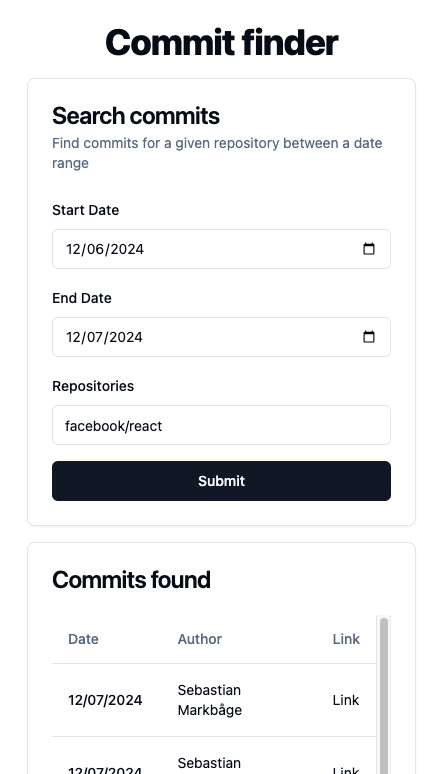 Commit finder
Search commits
Find commits for a given repository between a date
range
Start Date
12/06/2024
End Date
12/07/2024
Repositories
facebook/react
Submit
Commits found
Date Author Link
12/07/2024 Sebastian Markbåge Link
12/07/2024 Sebastian Link